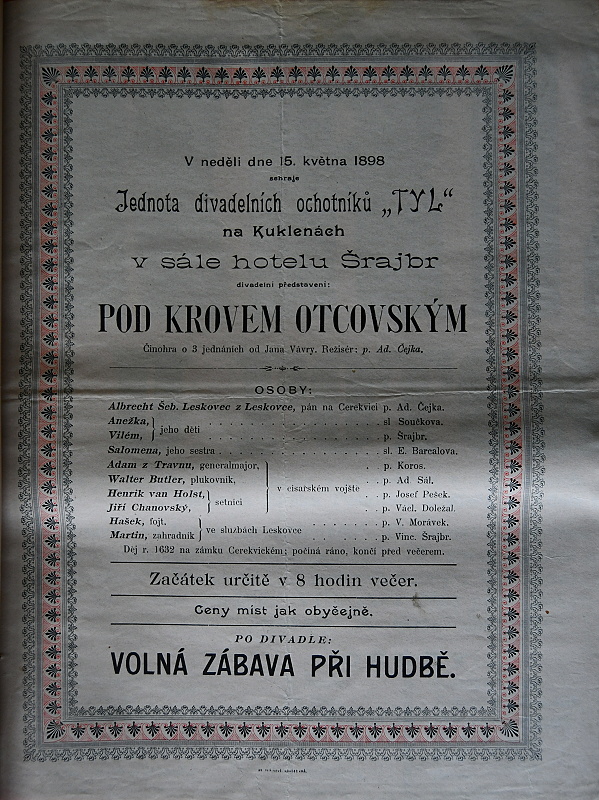 V neděli dne 15. května 1898
sehraje
Jednota divadelních ochotníků „TYL“
na Kuklenách
v sále hotelu Šrajbr
divadelní představení:
POD KROVEM OTCOVSKÝM
Činohra o 3 jednáních od Jana Vávry. Režisér: p. Ad. Čejka.
OSOBY:
Albrecht Šeb. Leskovec z Leskovce, pán na Cerekvici p. Ad. Čejka.
Anežka, } jeho děti . . . . . . . . . . sl Součkova.
Vilém, } jeho děti . . . . . . . . . . p. Šrajbr.
Salomena, jeho sestra . . . . . . . . . sl. E. Barcalova.
Adam z Travnu, generalmajor, } v císařském vojště . . p. Koros.
Walter Butler, plukovník, p. Ad Sál.
Henrik van Holst, } setníci p. Josef Pešek.
Jiří Chanovský, } p. Václ. Doležal.
Hašek, fojt. } ve službách Leskovce . . . . . . p. V. Morávek.
Martin, zahradník } p. Vinc. Šrajbr.
Dej r. 1632 na zámku Cerekvickém; počíná ráno, končí před večerem.
Začátek určitě v 8 hodin večer.
Ceny míst jak obyčejně.
PO DIVADLE:
VOLNÁ ZÁBAVA PŘI HUDBĚ.